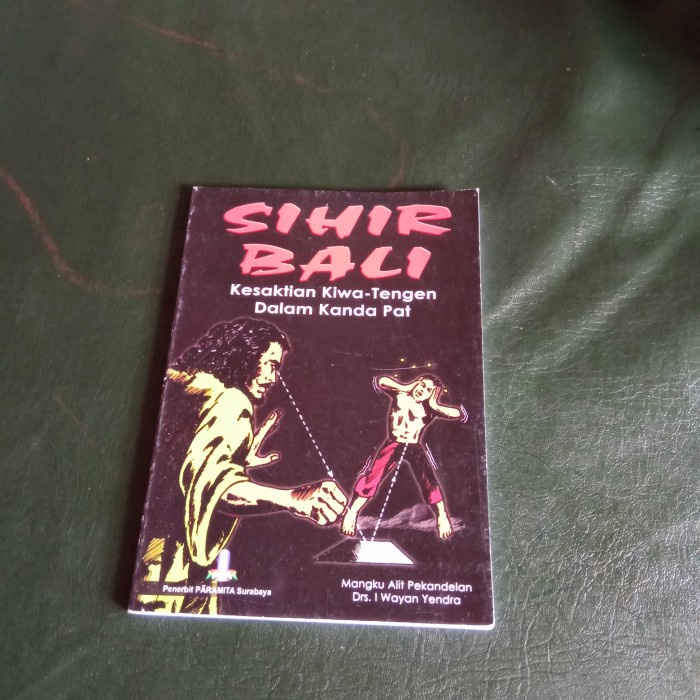 SIHIR
BALI
Kesaktian Kiwa-Tengen
Dalam Kanda Pat
Penerbit PĀRAMITA Surabaya
Mangku Alit Pekandelan
Drs. I Wayan Yendra